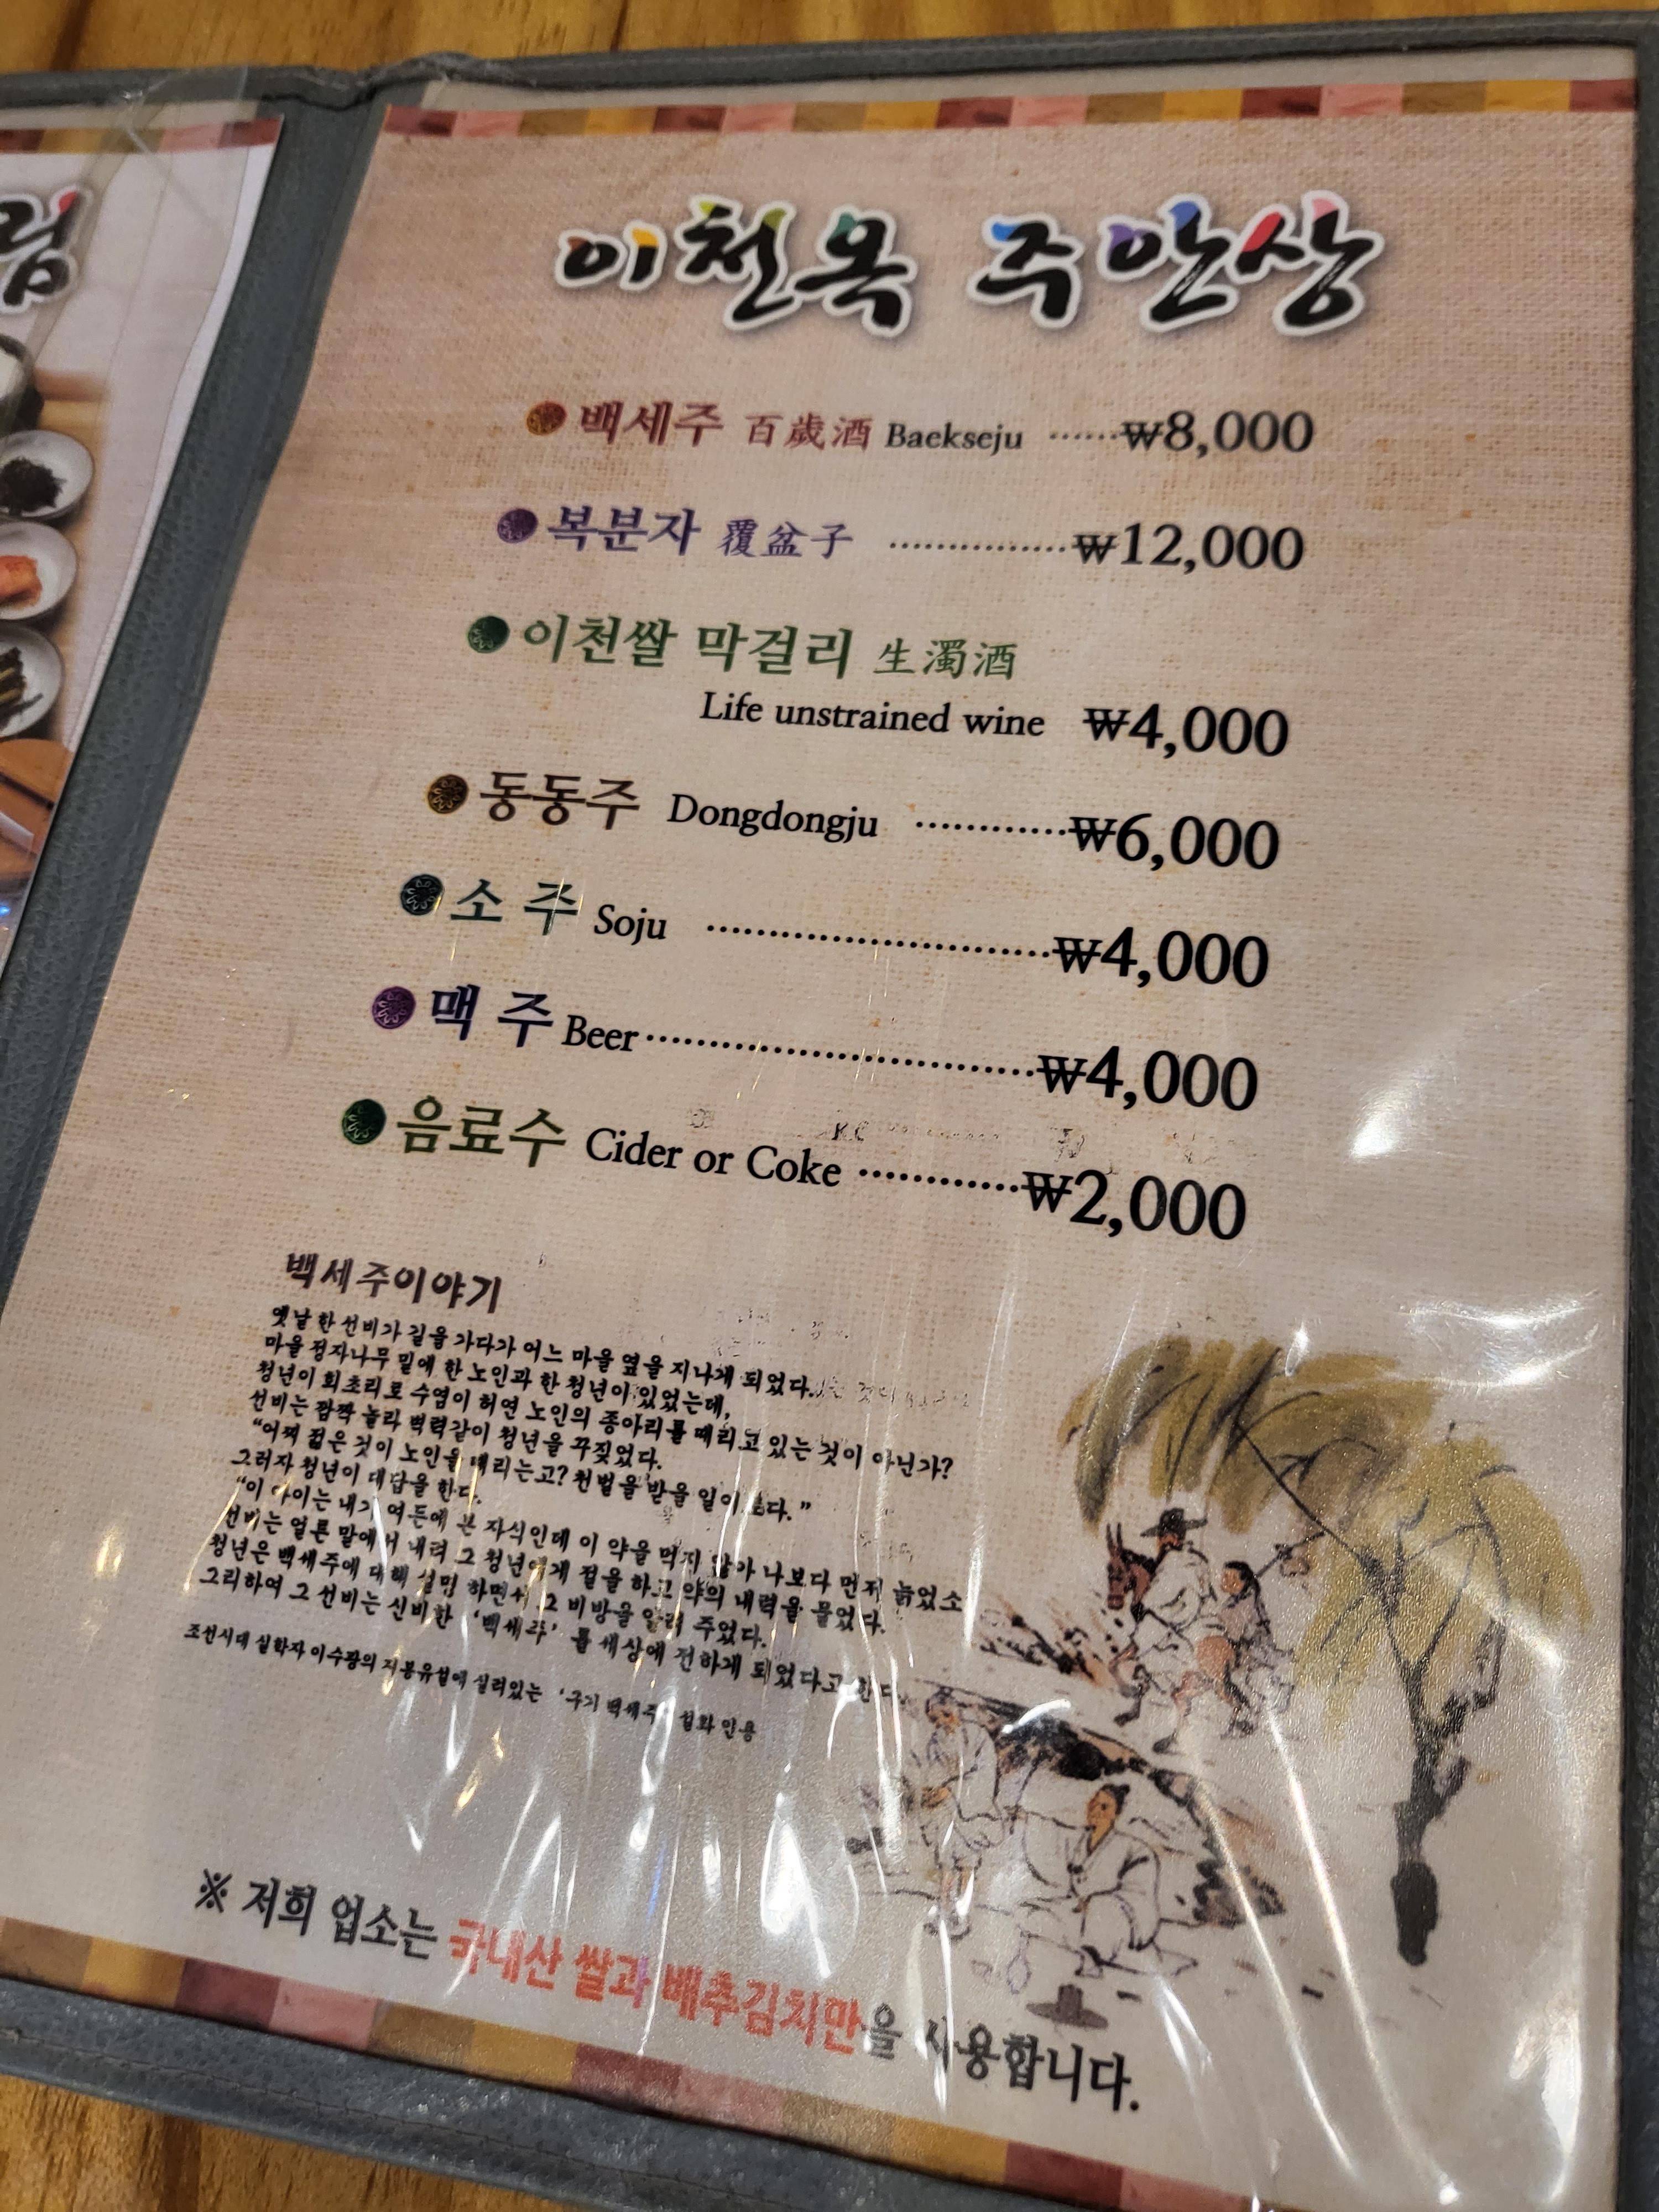 림
이천옥 주안상
백세주 百歲酒 Baekseju ······₩8,000
복분자 覆盆子 ···············₩12,000
이천쌀 막걸리 生濁酒
Life unstrained wine ₩4,000
동동주 Dongdongju ············₩6,000
소 주 Soju ···························₩4,000
맥 주 Beer······························₩4,000
음료수 Cider or Coke ············₩2,000
백세주이야기
옛날 한 선비가 길을 가다가 어느 마을 옆을 지나게 되었다.
마을 정자나무 밑에 한 노인과 한 청년이 있었는데,
청년이 회초리로 수염이 허연 노인의 종아리를 때리고 있는 것이 아닌가?
선비는 깜짝 놀라 벽력같이 청년을 꾸짖었다.
"어찌 젊은 것이 노인을 때리는고? 천벌을 받을 일이로다."
그러자 청년이 대답을 한다.
"이 아이는 내가 여든에 본 자식인데 이 약을 먹지 않아 나보다 먼저 늙었소
선비는 얼른 말에서 내려 그 청년에게 절을 하고 약의 내력을 물었다.
청년은 백세주에 대해 설명 하면서 그 비방을 알려 주었다.
그리하여 그 선비는 신비한 '백세주' 를 세상에 전하게 되었다고 한다.
조선시대 실학자 이수광의 지봉유설에 실려있는 '구기 백세주' 설화 인용
※ 저희 업소는 국내산 쌀과 배추김치만을 사용합니다.